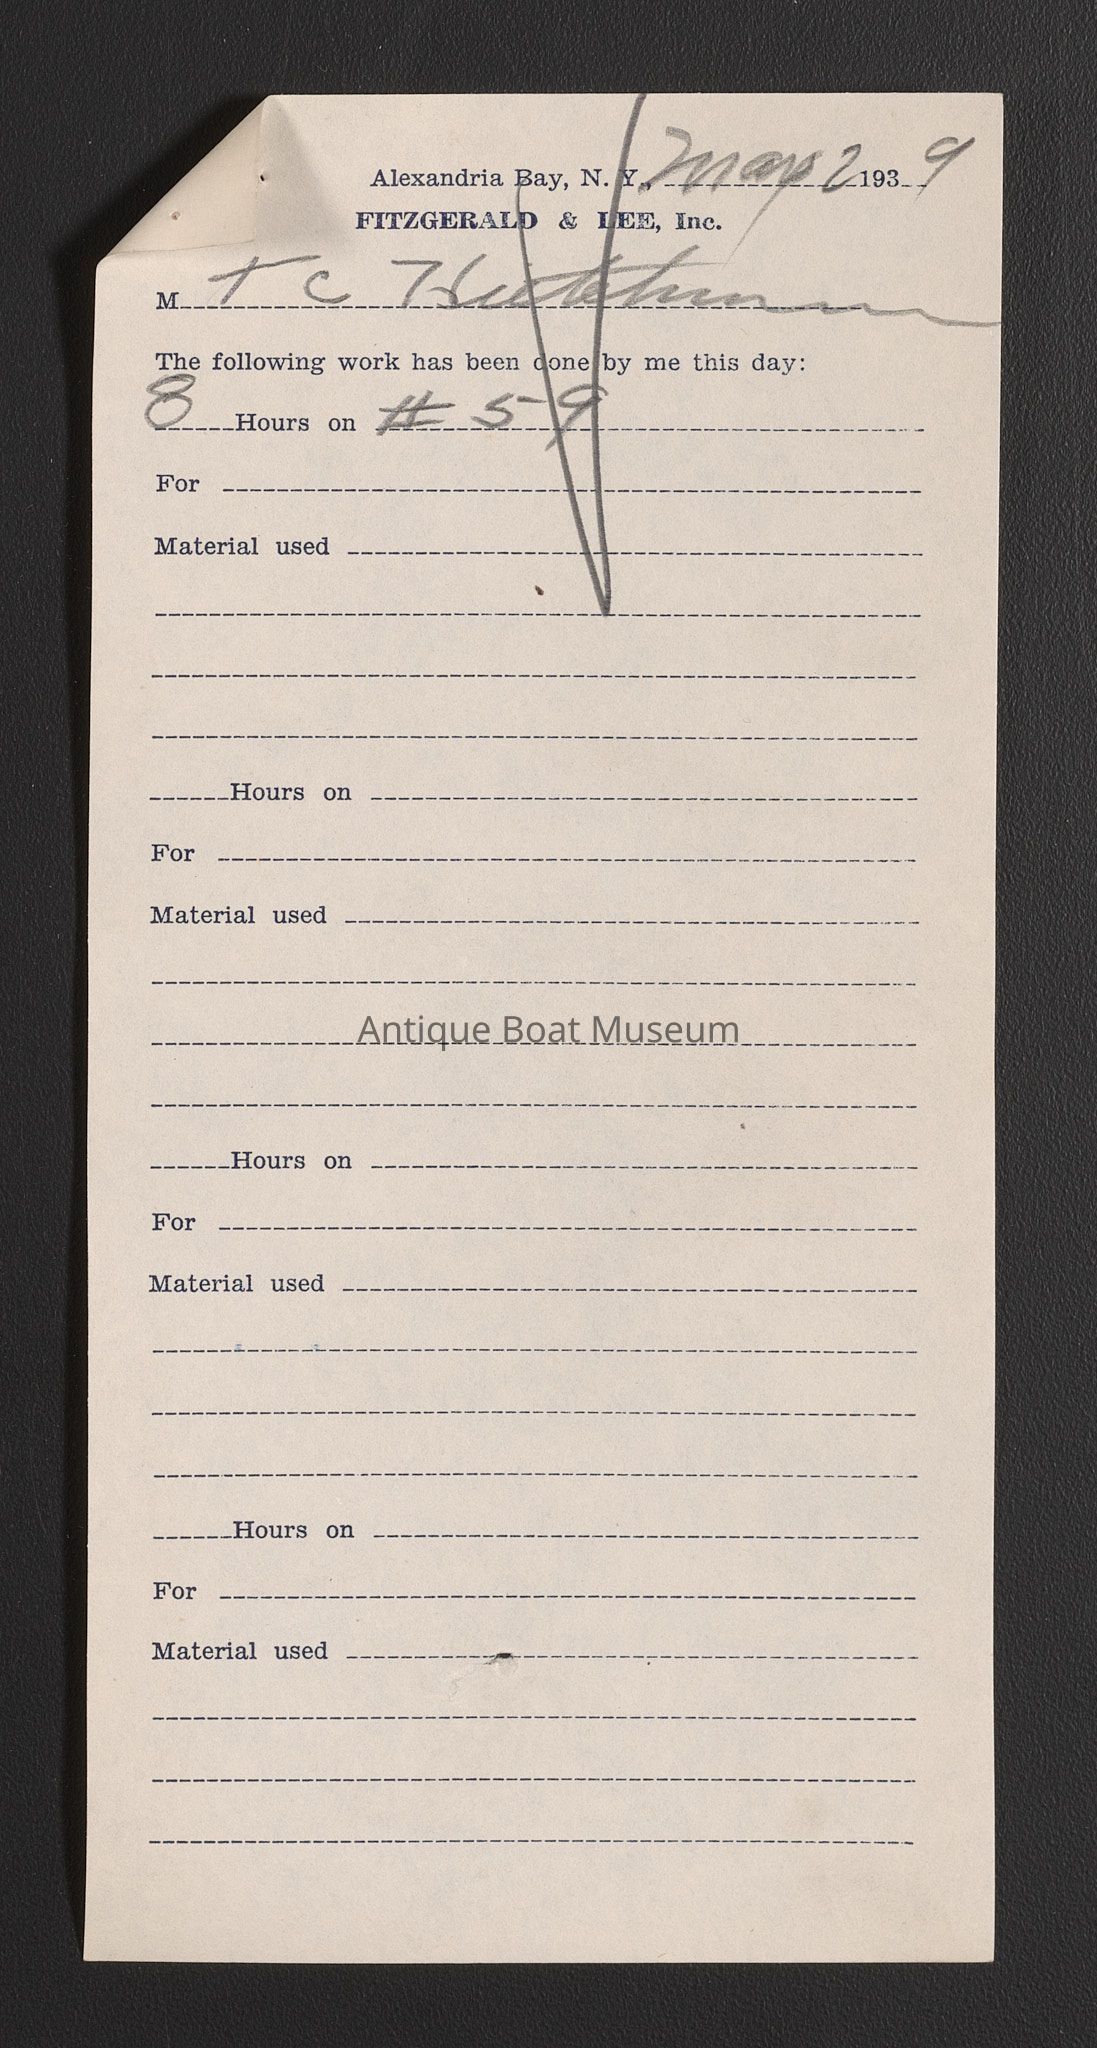 Alexandria Bay, N. Y., May 2 1939
FITZGERALD & LEE, Inc.
M T C
The following work has been done by me this day:
8 Hours on # 59
For
Material used
Hours on
For
Material used
Antique Boat Museum
Hours on
For
Material used
Hours on
For
Material used